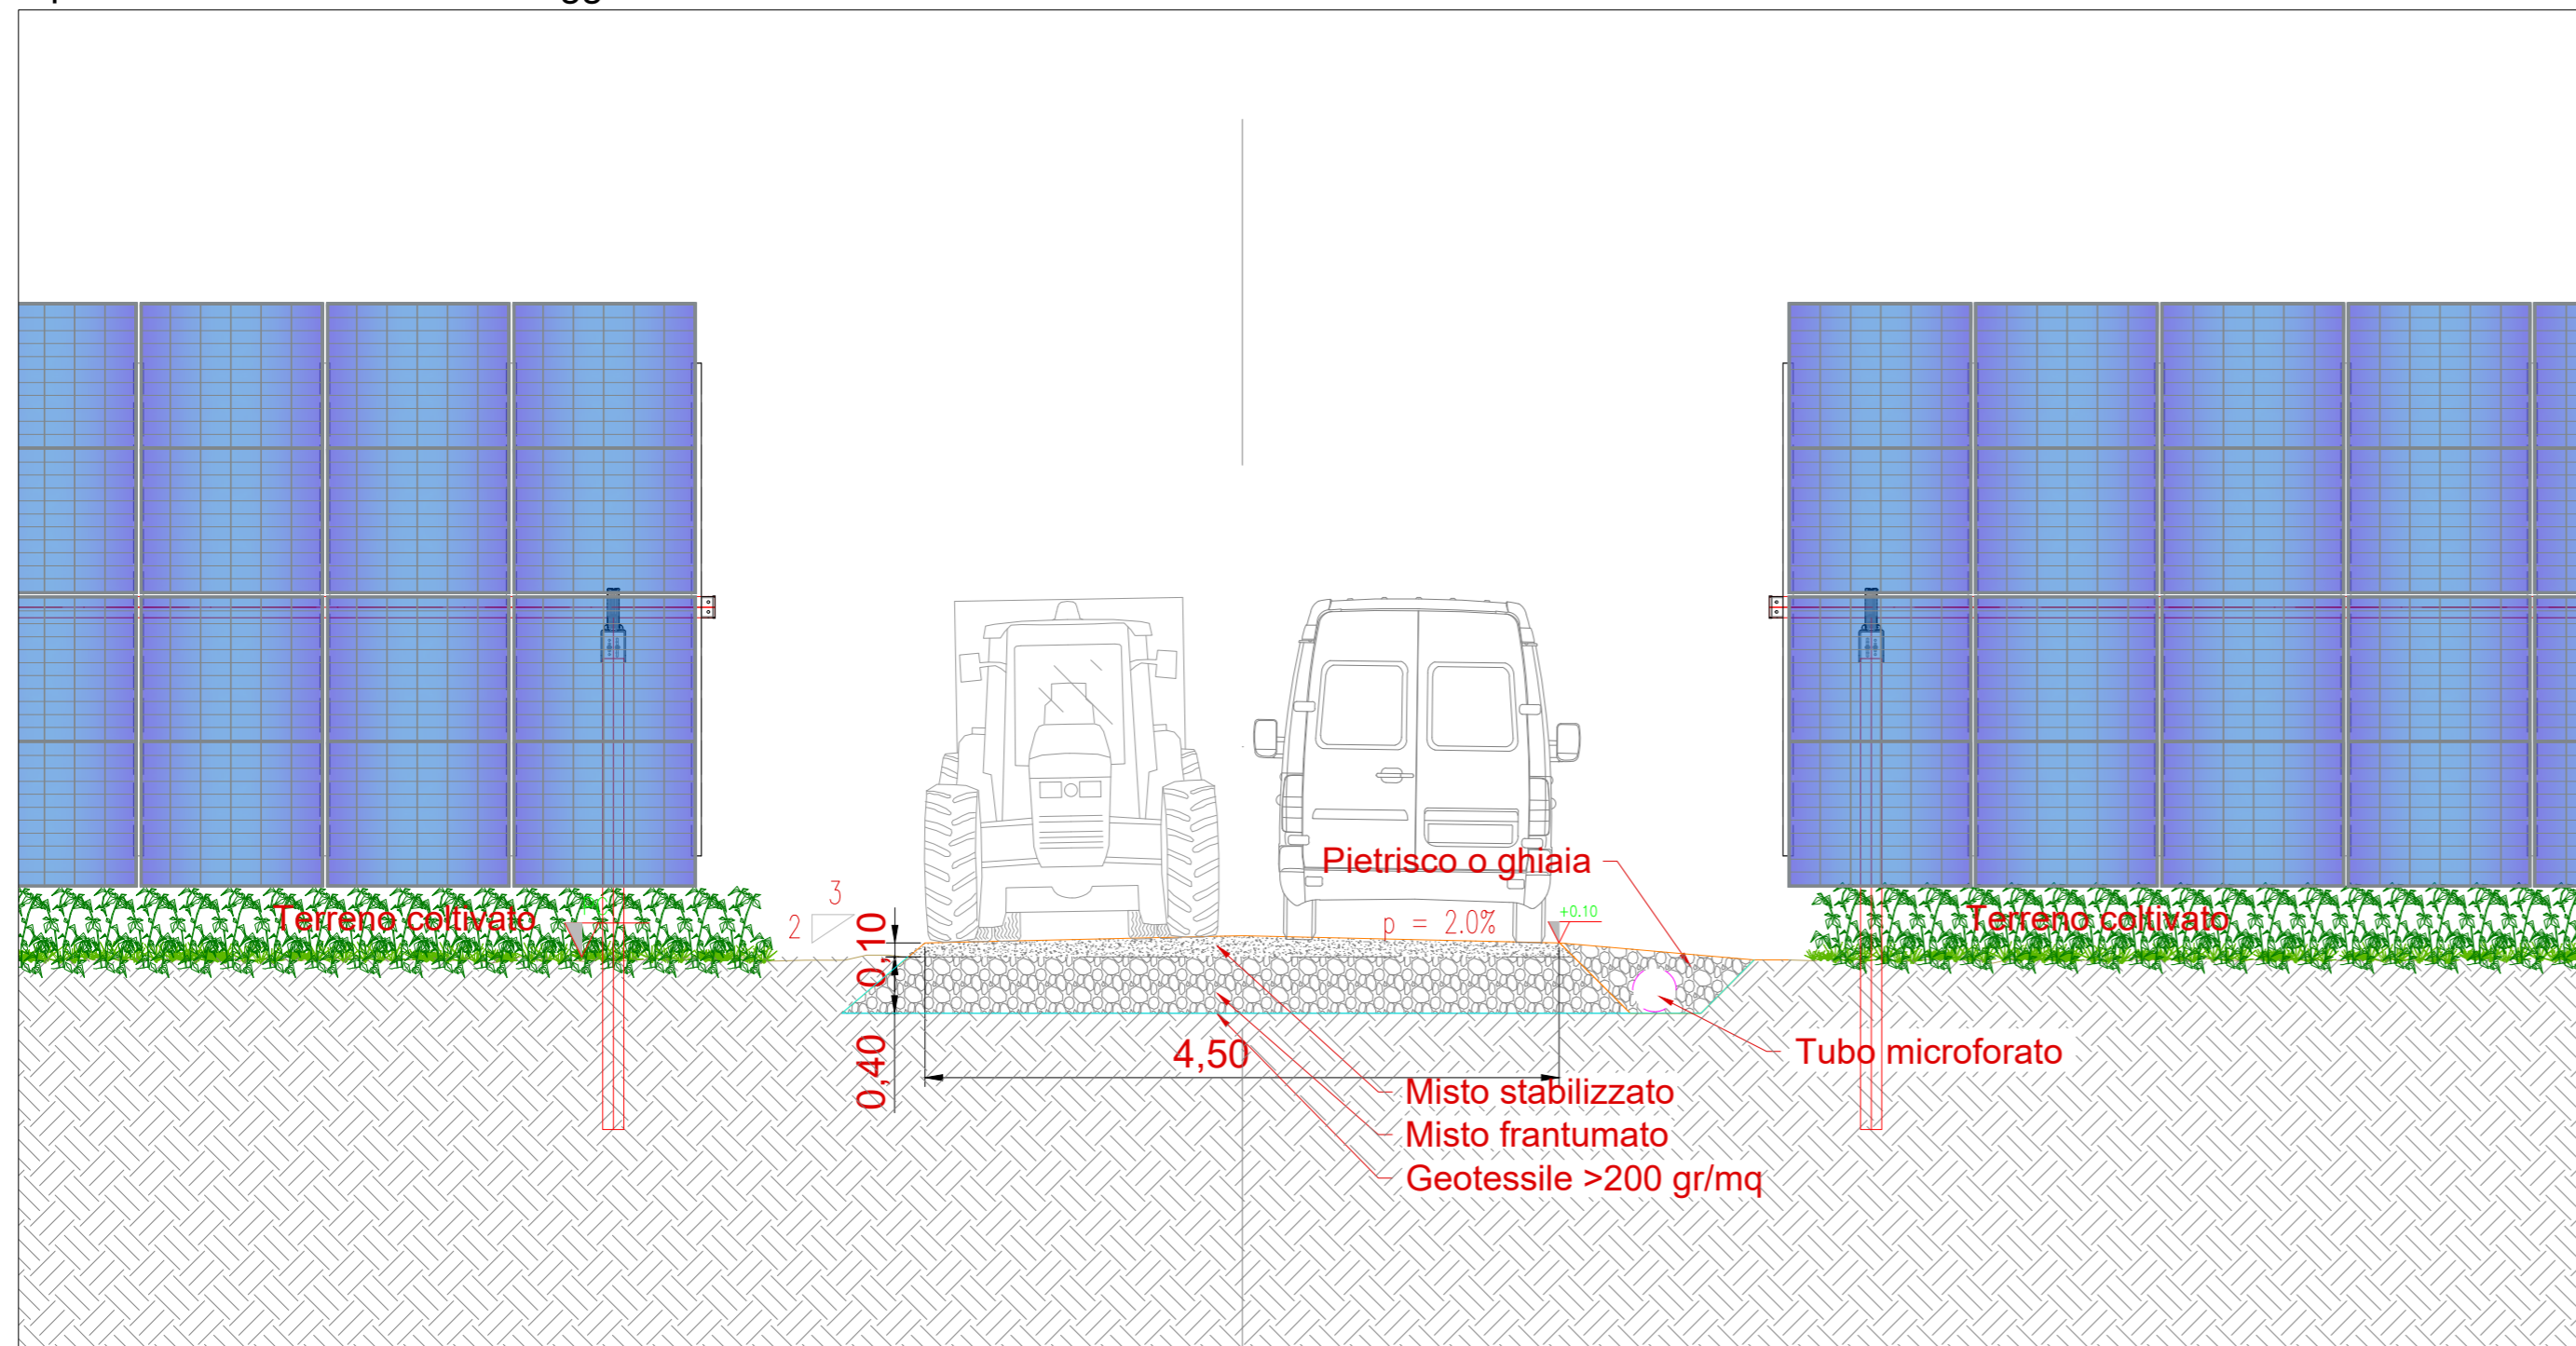 Pietrisco o ghiaia
Terreno coltivato
3
2
0,10
p = 2.0%
+0.10
Terreno coltivato
0,40
4,50
Tubo microforato
Misto stabilizzato
Misto frantumato
Geotessile >200 gr/mq